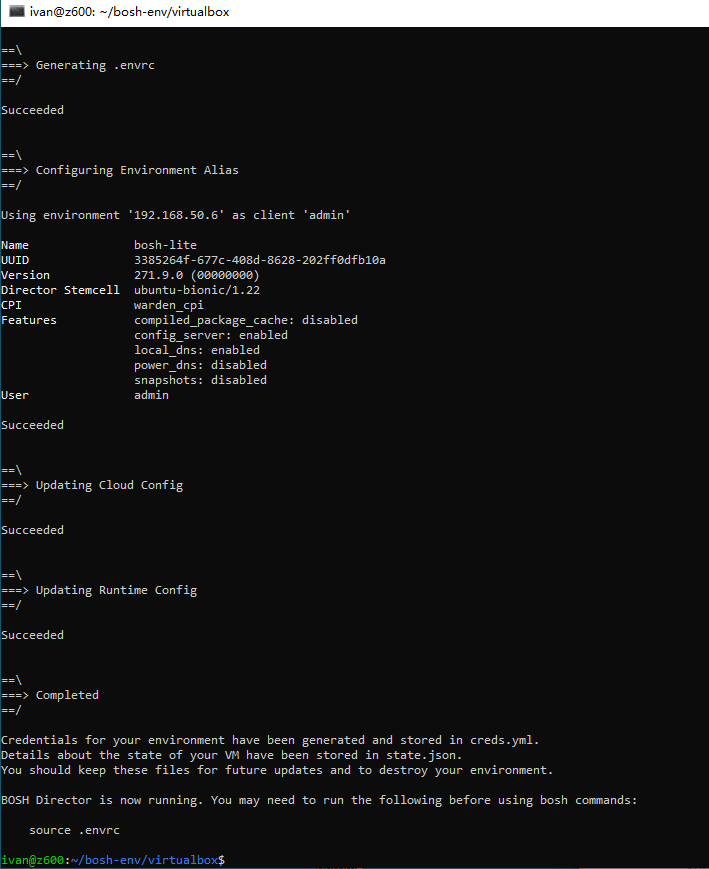 ivan@z600: ~/bosh-env/virtualbox
==\
===> Generating .envrc
==/
Succeeded
==\
===> Configuring Environment Alias
==/
Using environment '192.168.50.6' as client 'admin'
Name bosh-lite
UUID 3385264f-677c-408d-8628-202ff0dfb10a
Version 271.9.0 (00000000)
Director Stemcell ubuntu-bionic/1.22
CPI warden_cpi
Features compiled_package_cache: disabled
config_server: enabled
local_dns: enabled
power_dns: disabled
snapshots: disabled
User admin
Succeeded
==\
===> Updating Cloud Config
==/
Succeeded
==\
===> Updating Runtime Config
==/
Succeeded
==\
===> Completed
==/
Credentials for your environment have been generated and stored in creds.yml.
Details about the state of your VM have been stored in state.json.
You should keep these files for future updates and to destroy your environment.
BOSH Director is now running. You may need to run the following before using bosh commands:
source .envrc
ivan@z600:~/bosh-env/virtualbox$